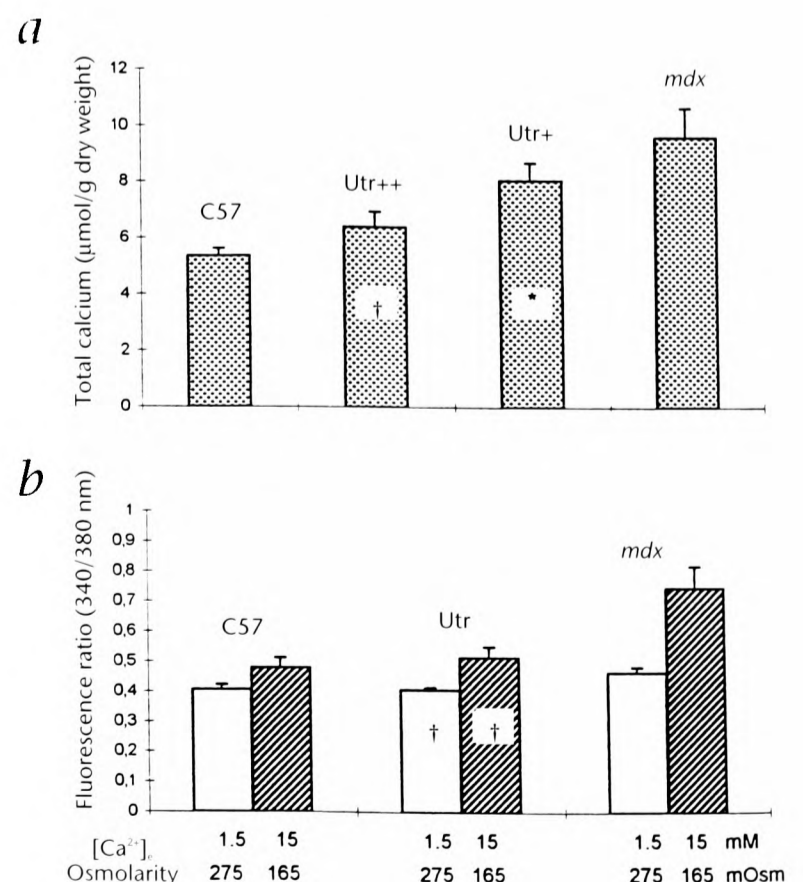 a
Total calcium (µmol/g dry weight)
12
10
8
6
4
2
0
C57
Utr++
†
Utr+
*
mdx
b
Fluorescence ratio (340/380 nm)
1
0,9
0,8
0,7
0,6
0,5
0,4
0,3
0,2
0,1
0
C57
Utr
† †
mdx
[Ca²⁺]ₑ 1.5 15 1.5 15 1.5 15 mM
Osmolarity 275 165 275 165 275 165 mOsm